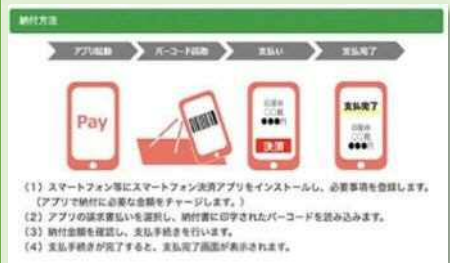 納付方法
アプリ起動 バーコード読取 支払い 支払完了
Pay
決済
支払完了
(1) スマートフォン等にスマートフォン決済アプリをインストールし、必要事項を登録します。
(アプリで納付に必要な金額をチャージします。)
(2) アプリの請求書払いを選択し、納付書に印字されたバーコードを読み込みます。
(3) 納付金額を確認し、支払手続きを行います。
(4) 支払手続きが完了すると、支払完了画面が表示されます。